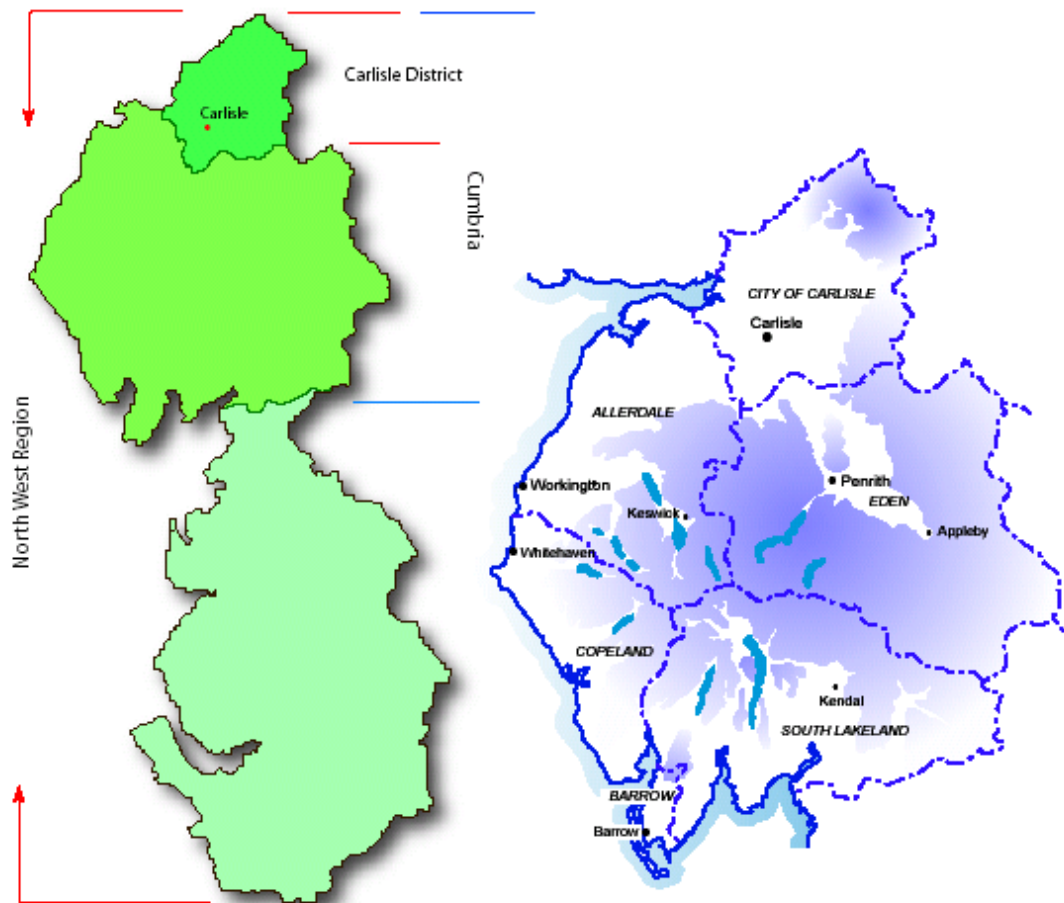 Carlisle District
Carlisle
Cumbria
North West Region
CITY OF CARLISLE
Carlisle
ALLERDALE
Workington
Penrith
EDEN
Keswick
Appleby
Whitehaven
COPELAND
Kendal
SOUTH LAKELAND
BARROW
Barrow